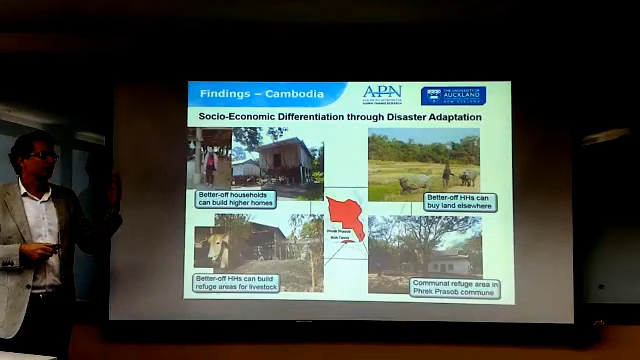 Findings – Cambodia
APN
THE UNIVERSITY OF
AUCKLAND
NEW ZEALAND
Socio-Economic Differentiation through Disaster Adaptation
Better-off households
can build higher homes
Better-off HHs can
buy land elsewhere
Phrek Prasob
Better-off HHs can build
refuge areas for livestock
Communal refuge area in
Phrek Prasob commune